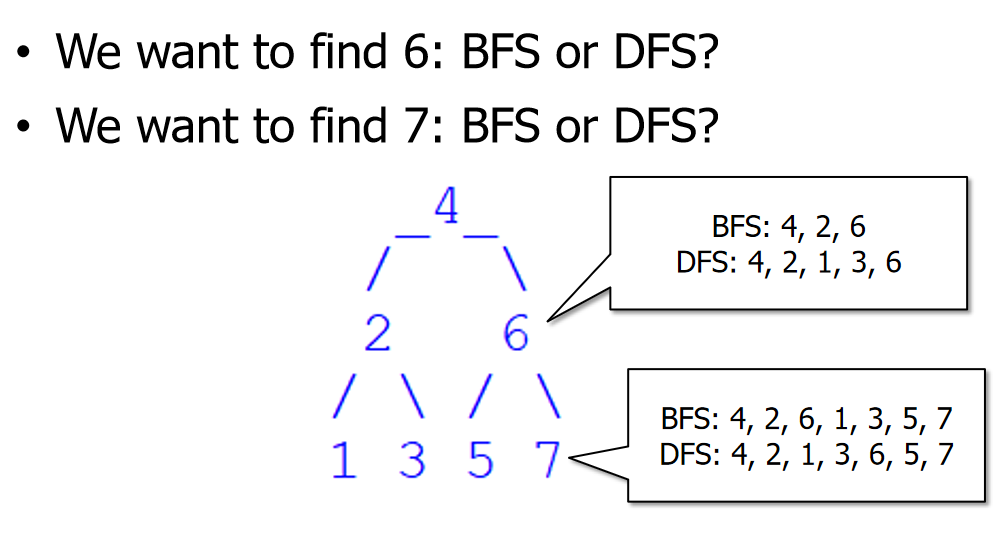 • We want to find 6: BFS or DFS?
• We want to find 7: BFS or DFS?
_4_
/ \
BFS: 4, 2, 6
DFS: 4, 2, 1, 3, 6
2 6
/ \ / \
1 3 5 7
BFS: 4, 2, 6, 1, 3, 5, 7
DFS: 4, 2, 1, 3, 6, 5, 7